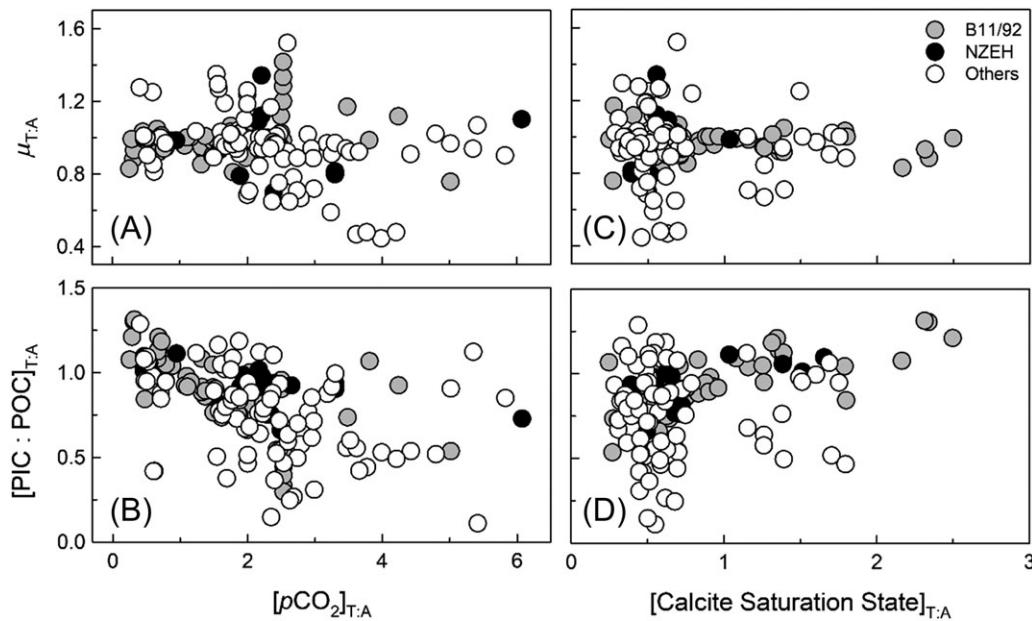 1.6
1.2
0.8
0.4
μT:A
(A)
B11/92
NZEH
Others
(C)
1.5
1.0
0.5
0.0
[PIC : POC]T:A
(B)
(D)
0 2 4 6
0 1 2 3
[pCO2]T:A
[Calcite Saturation State]T:A